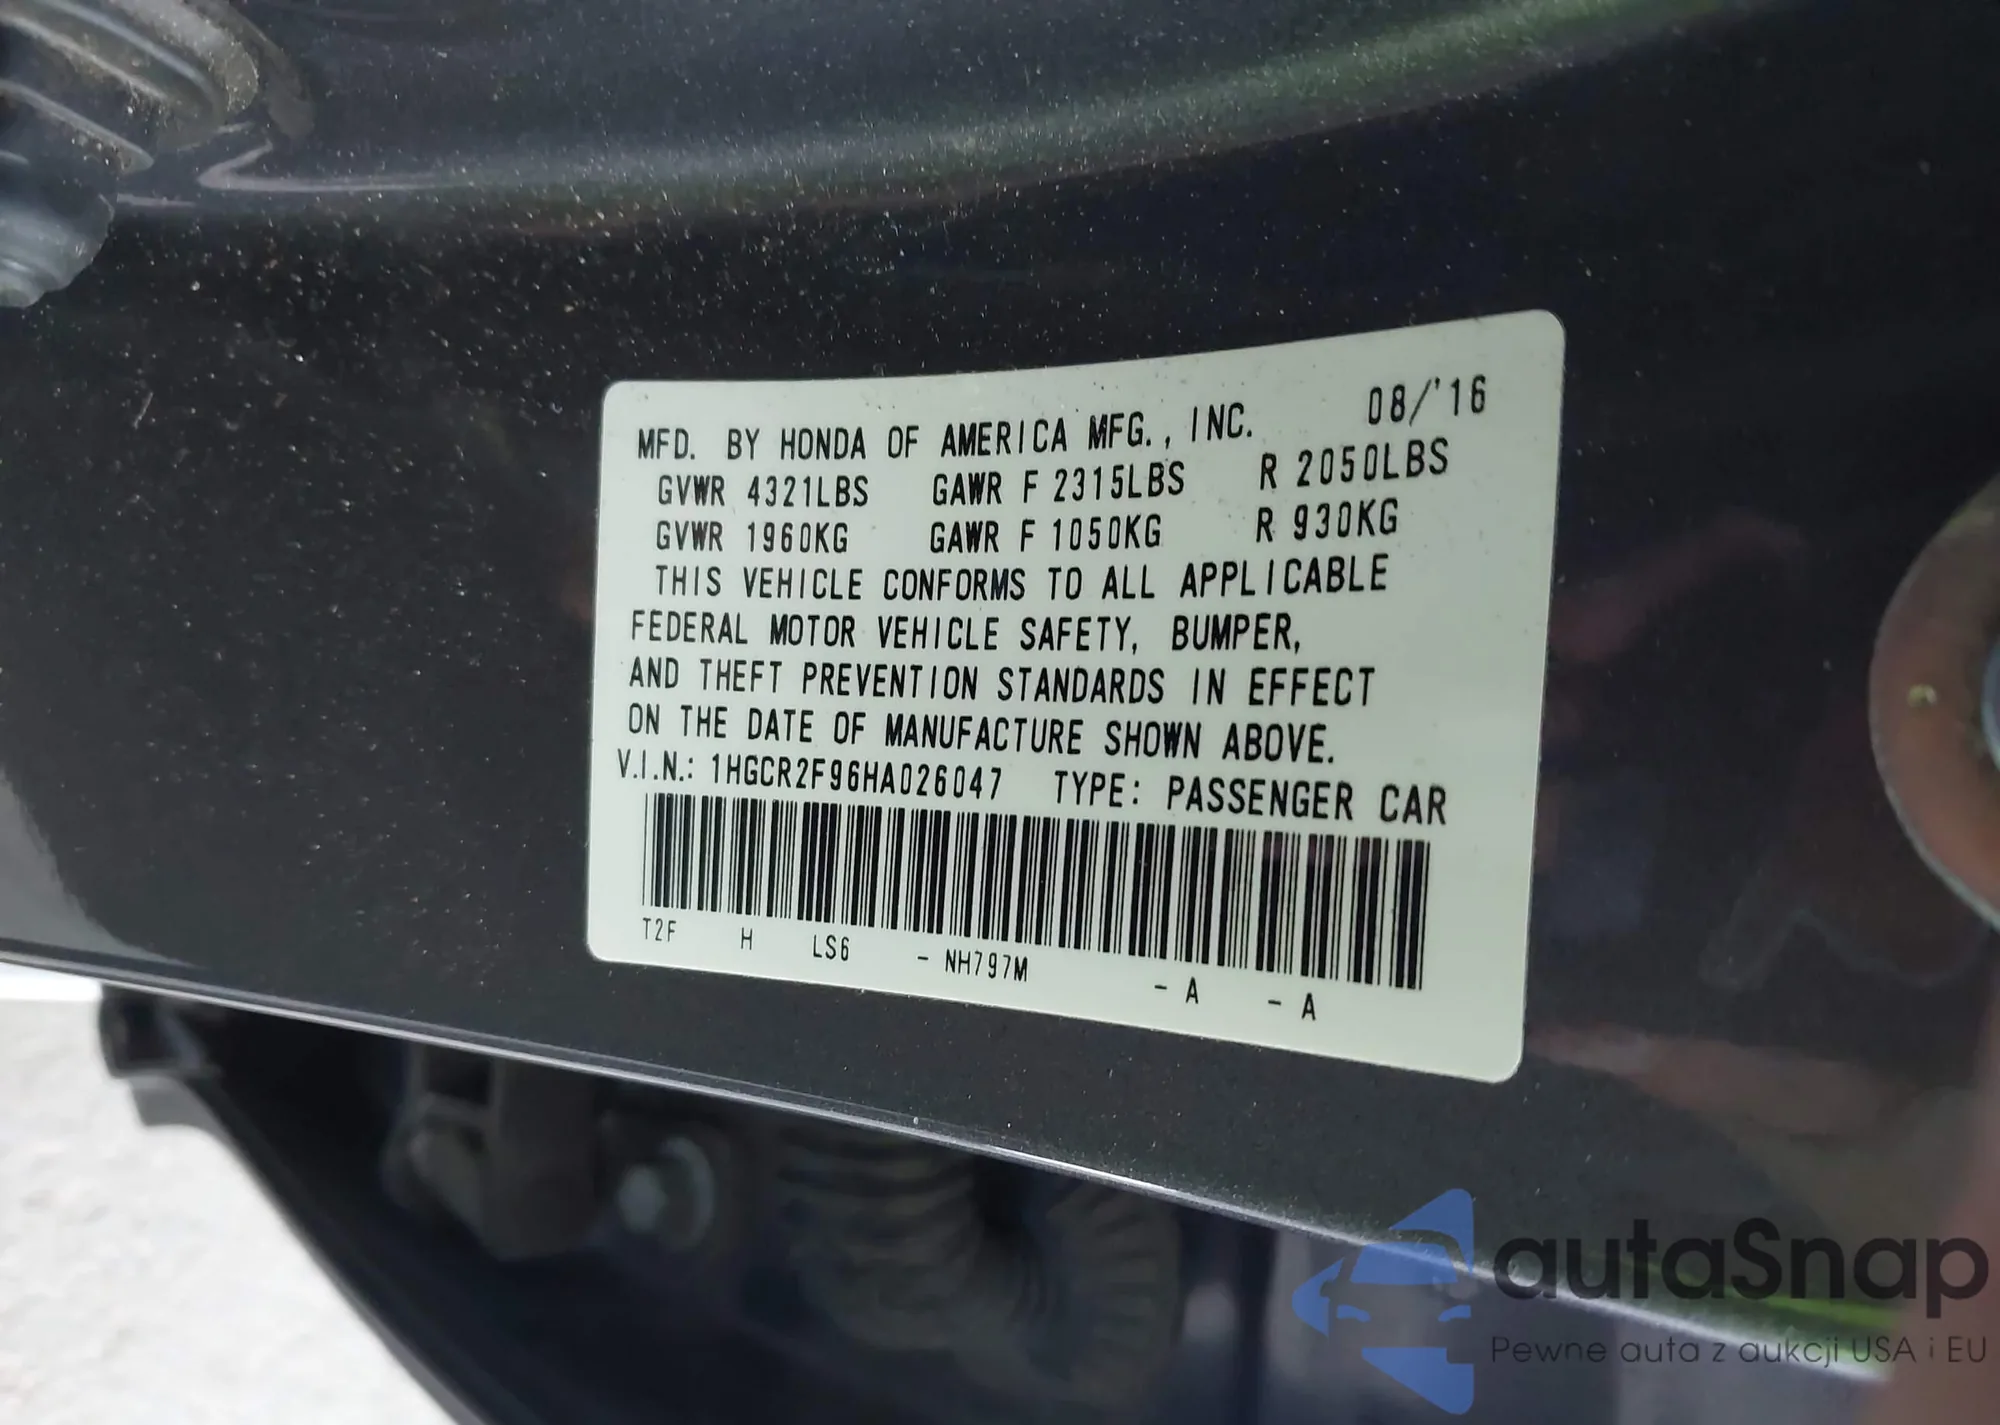 MFD. BY HONDA OF AMERICA MFG., INC. 08/'16
GVWR 4321LBS GAWR F 2315LBS R 2050LBS
GVWR 1960KG GAWR F 1050KG R 930KG
THIS VEHICLE CONFORMS TO ALL APPLICABLE
FEDERAL MOTOR VEHICLE SAFETY, BUMPER,
AND THEFT PREVENTION STANDARDS IN EFFECT
ON THE DATE OF MANUFACTURE SHOWN ABOVE.
V.I.N.: 1HGCR2F96HA026047 TYPE: PASSENGER CAR
T2F H LS6 - NH797M - A - A
autaSnap
Pewne auta z aukcji USA i EU